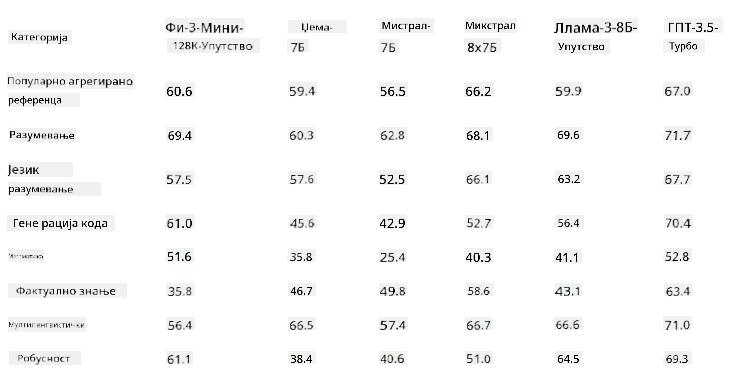 Категорија Фи-3-Мини-128К-Упутство Џема-7Б Мистрал-7Б Микстрал 8x7Б Ллама-3-8Б-Упутство ГПТ-3.5-Турбо
Популарно агрегирано референца 60.6 59.4 56.5 66.2 59.9 67.0
Разумевање 69.4 60.3 62.8 68.1 69.6 71.7
Језик разумевање 57.5 57.6 52.5 66.1 63.2 67.7
Гене рација кода 61.0 45.6 42.9 52.7 56.4 70.4
Математика 51.6 35.8 25.4 40.3 41.1 52.8
Фактуално знање 35.8 46.7 49.8 58.6 43.1 63.4
Мултилингвистички 56.4 66.5 57.4 66.7 66.6 71.0
Робусност 61.1 38.4 40.6 51.0 64.5 69.3